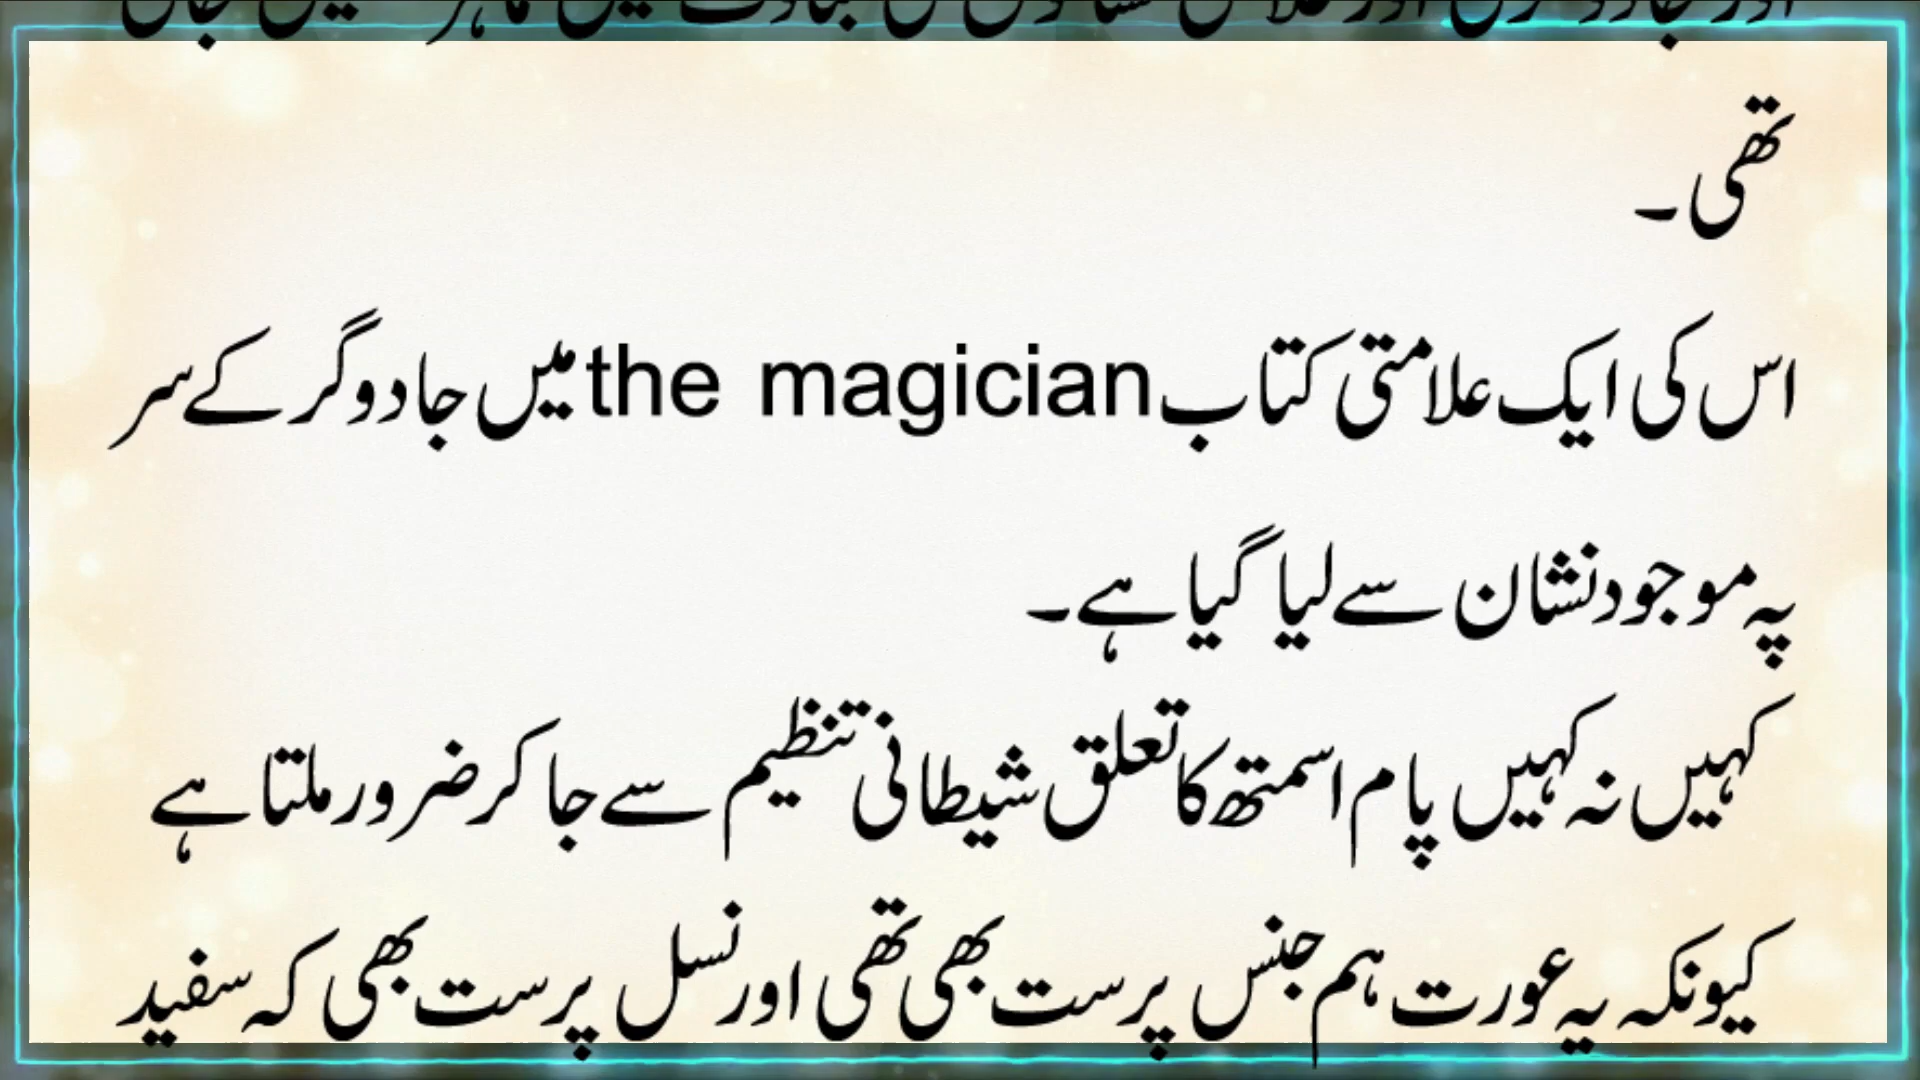 تھی۔
اس کی ایک علامتی کتاب the magician میں جادوگر کے سر
پہ موجود نشان سے لیا گیا ہے۔
کہیں نہ کہیں پام اسمتھ کا تعلق شیطانی تنظیم سے جا کر ضرور ملتا ہے
کیونکہ یہ عورت ہم جنس پرست بھی تھی اور نسل پرست بھی کہ سفید